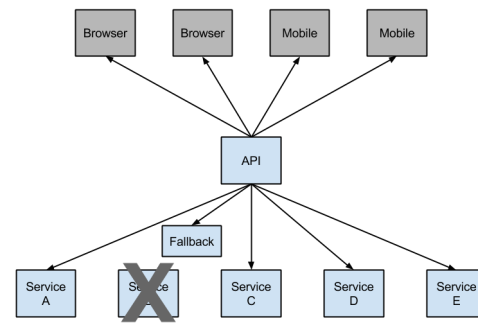 Browser
Browser
Mobile
Mobile
API
Fallback
Service
A
Service
C
Service
D
Service
E